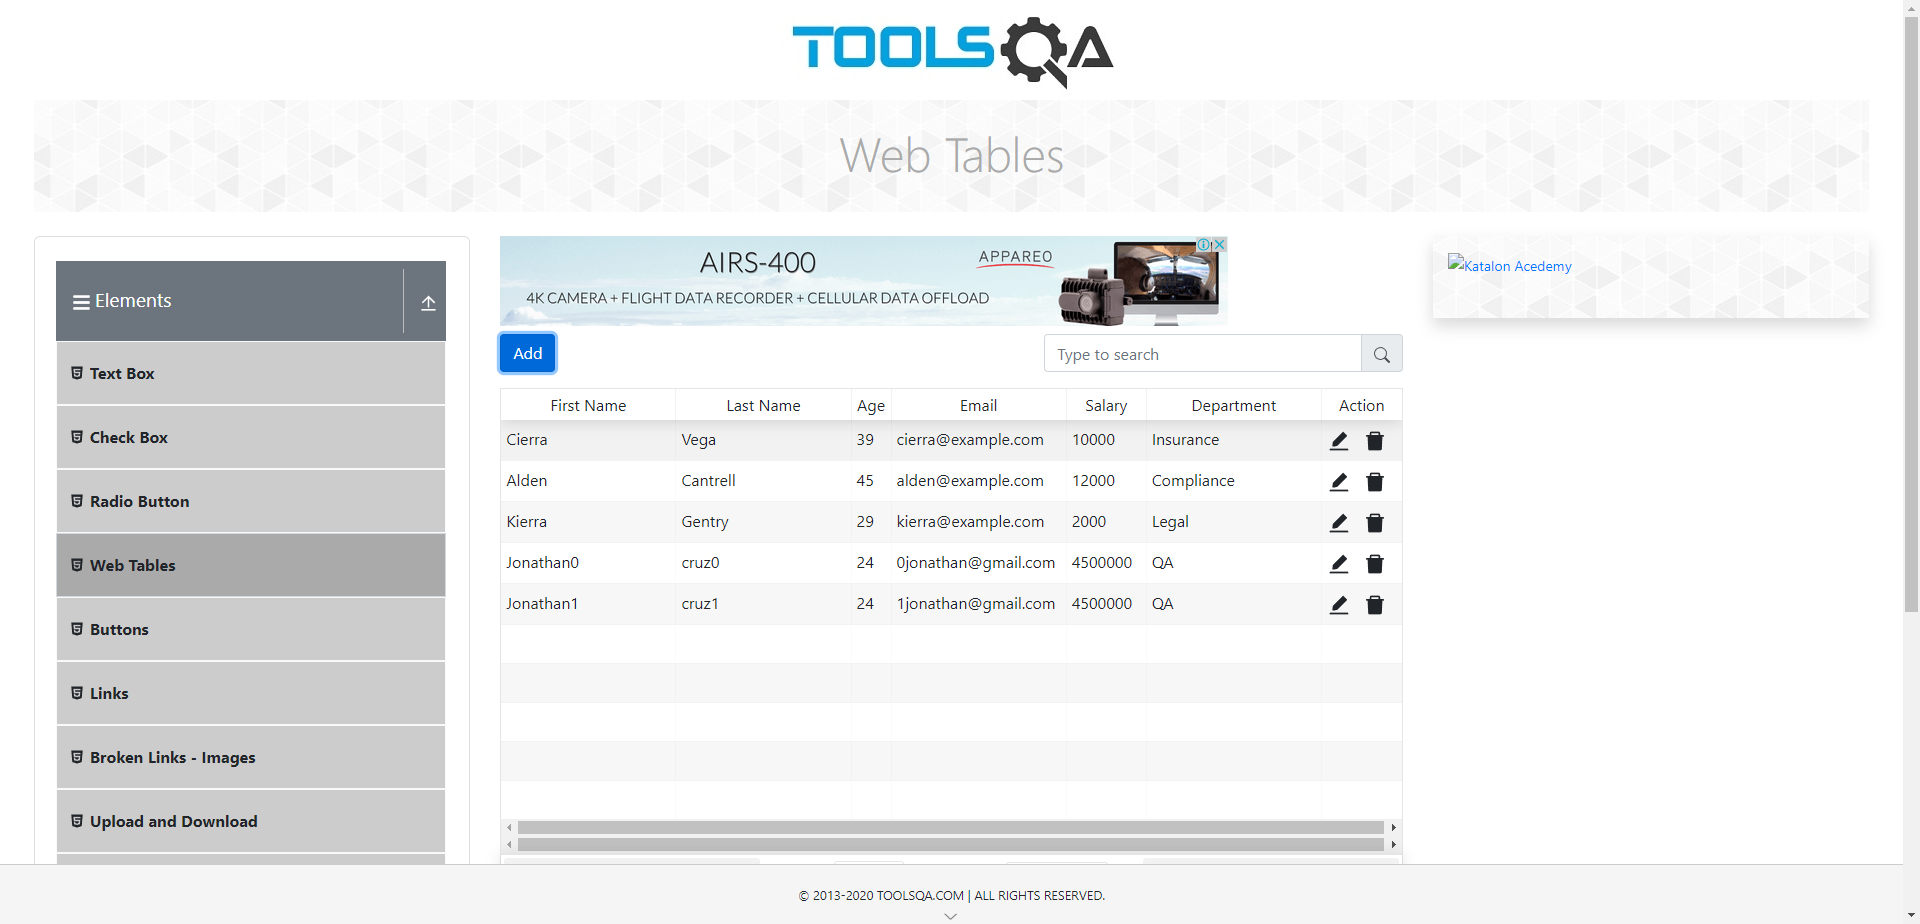 TOOLSQA
Web Tables
Elements
Text Box
Check Box
Radio Button
Web Tables
Buttons
Links
Broken Links - Images
Upload and Download
AIRS-400
APPAREO
4K CAMERA + FLIGHT DATA RECORDER + CELLULAR DATA OFFLOAD
Add
Type to search
First Name Last Name Age Email Salary Department Action
Cierra Vega 39 cierra@example.com 10000 Insurance
Alden Cantrell 45 alden@example.com 12000 Compliance
Kierra Gentry 29 kierra@example.com 2000 Legal
Jonathan0 cruz0 24 0jonathan@gmail.com 4500000 QA
Jonathan1 cruz1 24 1jonathan@gmail.com 4500000 QA
Katalon Acedemy
© 2013-2020 TOOLSQA.COM | ALL RIGHTS RESERVED.